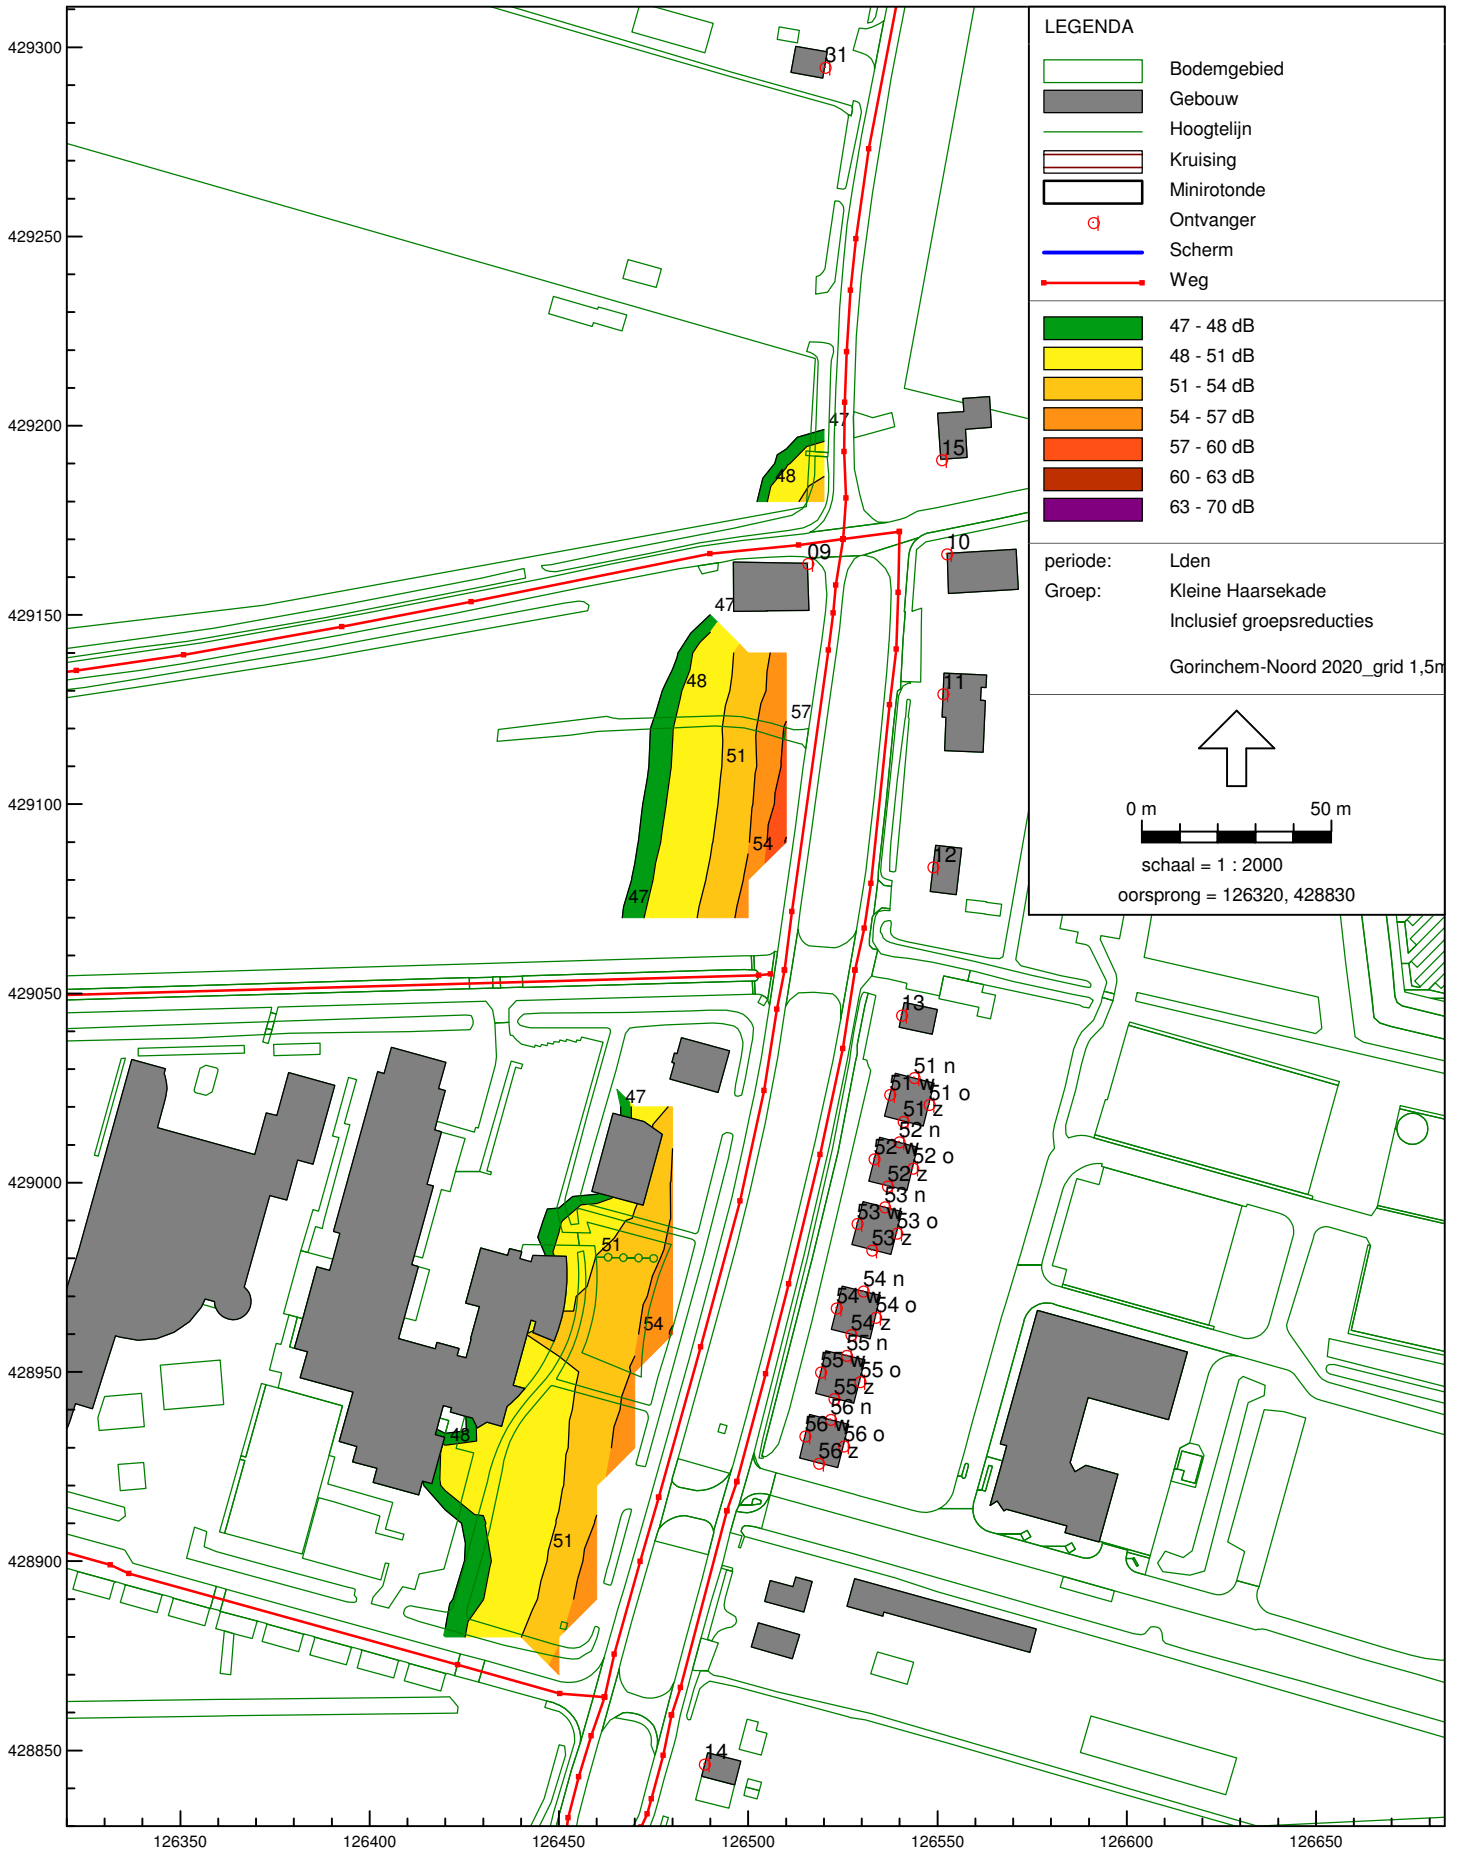 LEGENDA
Bodemgebied
Gebouw
Hoogtelijn
Kruising
Minirotonde
Ontvanger
Scherm
Weg
47 - 48 dB
48 - 51 dB
51 - 54 dB
54 - 57 dB
57 - 60 dB
60 - 63 dB
63 - 70 dB
periode: Lden
Groep: Kleine Haarsekade
Inclusief groepsreducties
Gorinchem-Noord 2020_grid 1,5m
0 m 50 m
schaal = 1 : 2000
oorsprong = 126320, 428830
429300
429250
429200
429150
429100
429050
429000
428950
428900
428850
31
47
15
48
09
10
47
48
11
57
51
54
12
47
13
51 n
51 w
51 o
51 z
47
52 n
52 w
52 o
52 z
53 n
53 w
53 o
53 z
51
54 n
54 w
54 o
54 z
54
55 n
55 w
55 o
55 z
56 n
56 w
56 o
56 z
48
51
14
126350 126400 126450 126500 126550 126600 126650